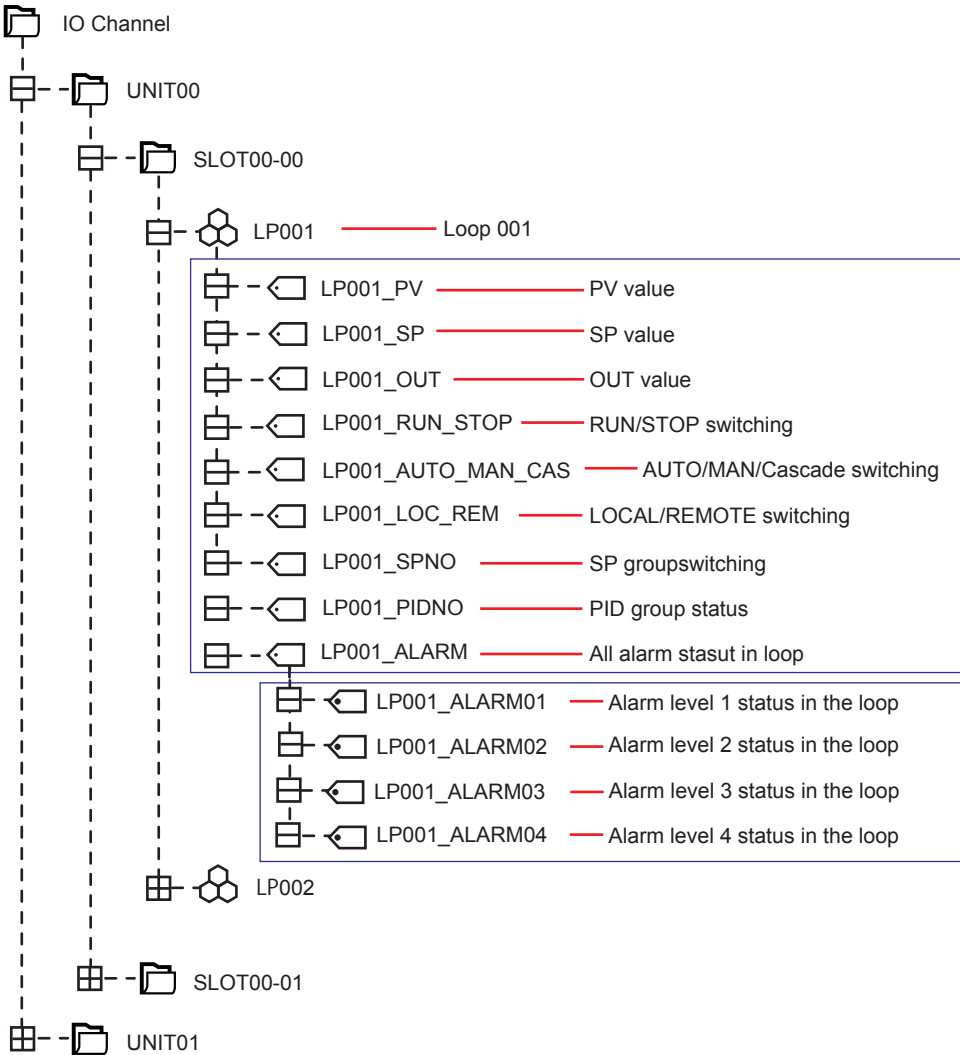 IO Channel
UNIT00
SLOT00-00
LP001 Loop 001
LP001_PV PV value
LP001_SP SP value
LP001_OUT OUT value
LP001_RUN_STOP RUN/STOP switching
LP001_AUTO_MAN_CAS AUTO/MAN/Cascade switching
LP001_LOC_REM LOCAL/REMOTE switching
LP001_SPNO SP groupswitching
LP001_PIDNO PID group status
LP001_ALARM All alarm stasut in loop
LP001_ALARM01 Alarm level 1 status in the loop
LP001_ALARM02 Alarm level 2 status in the loop
LP001_ALARM03 Alarm level 3 status in the loop
LP001_ALARM04 Alarm level 4 status in the loop
LP002
SLOT00-01
UNIT01